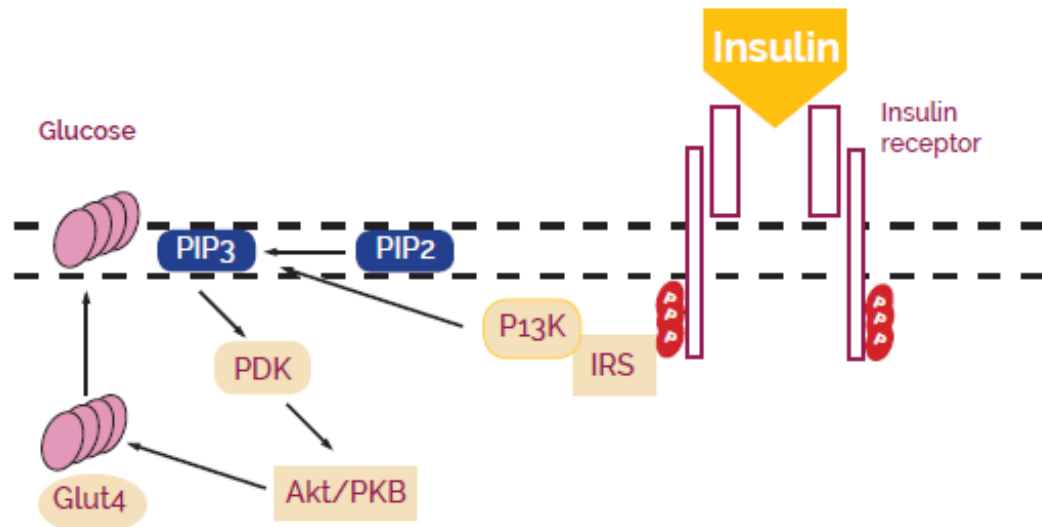 Insulin
Insulin
receptor
Glucose
PIP3
PIP2
P13K
P
P
P
P
P
P
IRS
PDK
Akt/PKB
Glut4